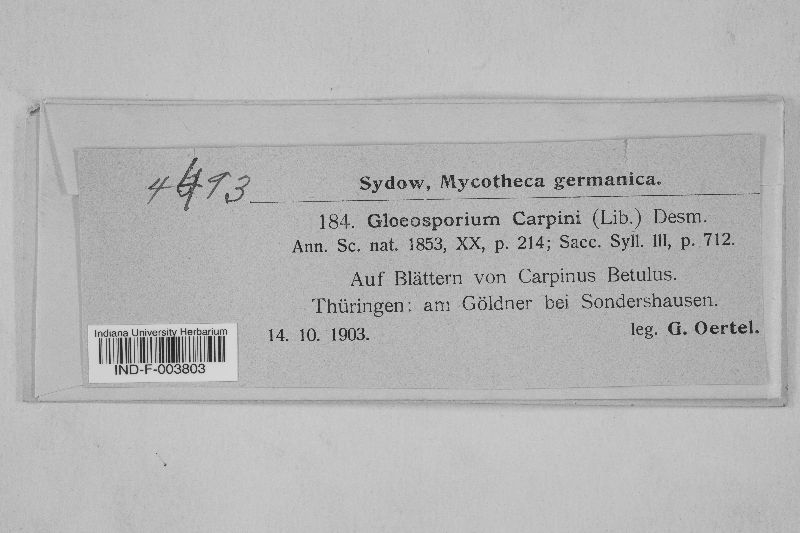 Sydow, Mycotheca germanica.
184. Gloeosporium Carpini (Lib.) Desm.
Ann. Sc. nat. 1853, XX, p. 214; Sacc. Syll. III, p. 712.
Auf Blättern von Carpinus Betulus.
Thüringen: am Göldner bei Sondershausen.
14. 10. 1903. leg. G. Oertel.
Indiana University Herbarium
IND-F-003803